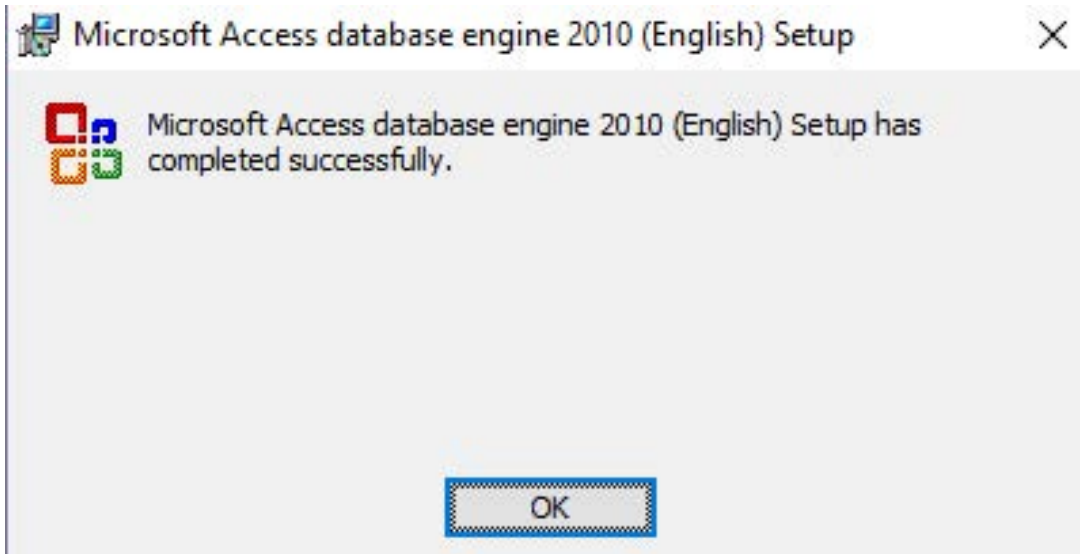 Microsoft Access database engine 2010 (English) Setup
Microsoft Access database engine 2010 (English) Setup has
completed successfully.
OK